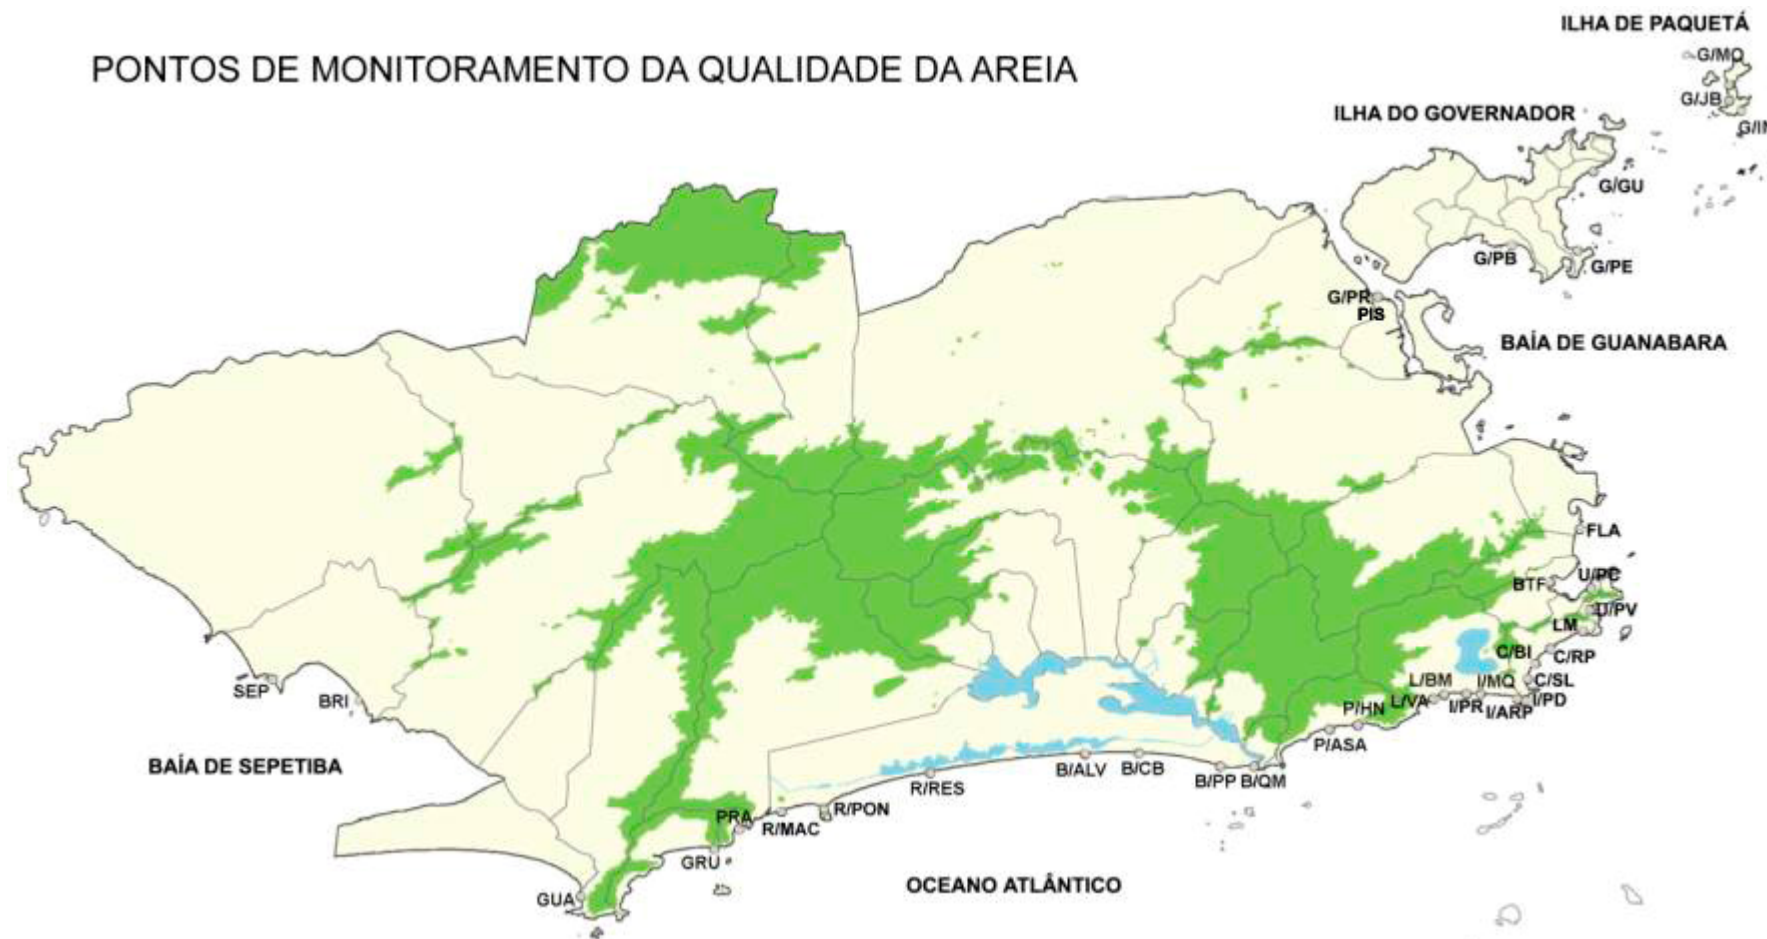 ILHA DE PAQUETÁ
G/MO
PONTOS DE MONITORAMENTO DA QUALIDADE DA AREIA
G/JB
ILHA DO GOVERNADOR
G/GU
G/PB
G/PE
G/PR
PIS
BAÍA DE GUANABARA
FLA
BTF
U/PC
U/PV
LM
C/BI
C/RP
L/BM
I/MQ
C/SL
SEP
BRI
P/HN
L/VA
I/PR
I/ARP
I/PD
P/ASA
BAÍA DE SEPETIBA
B/ALV
B/CB
B/PP
B/QM
R/RES
R/PON
PRA
R/MAC
GRU
OCEANO ATLÂNTICO
GUA